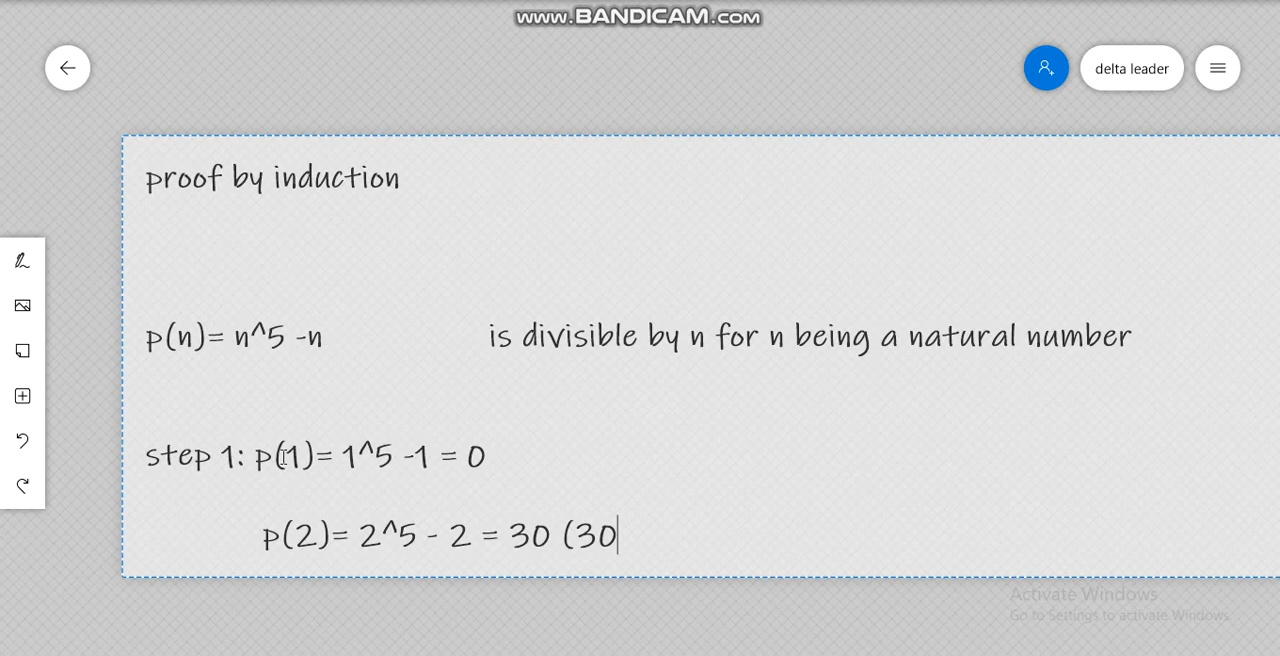 www.BANDICAM.com
delta leader
proof by induction
p(n)= n^5 -n is divisible by n for n being a natural number
step 1: p(1)= 1^5 -1 = 0
p(2)= 2^5 - 2 = 30 (30
Activate Windows
Go to Settings to activate Windows.